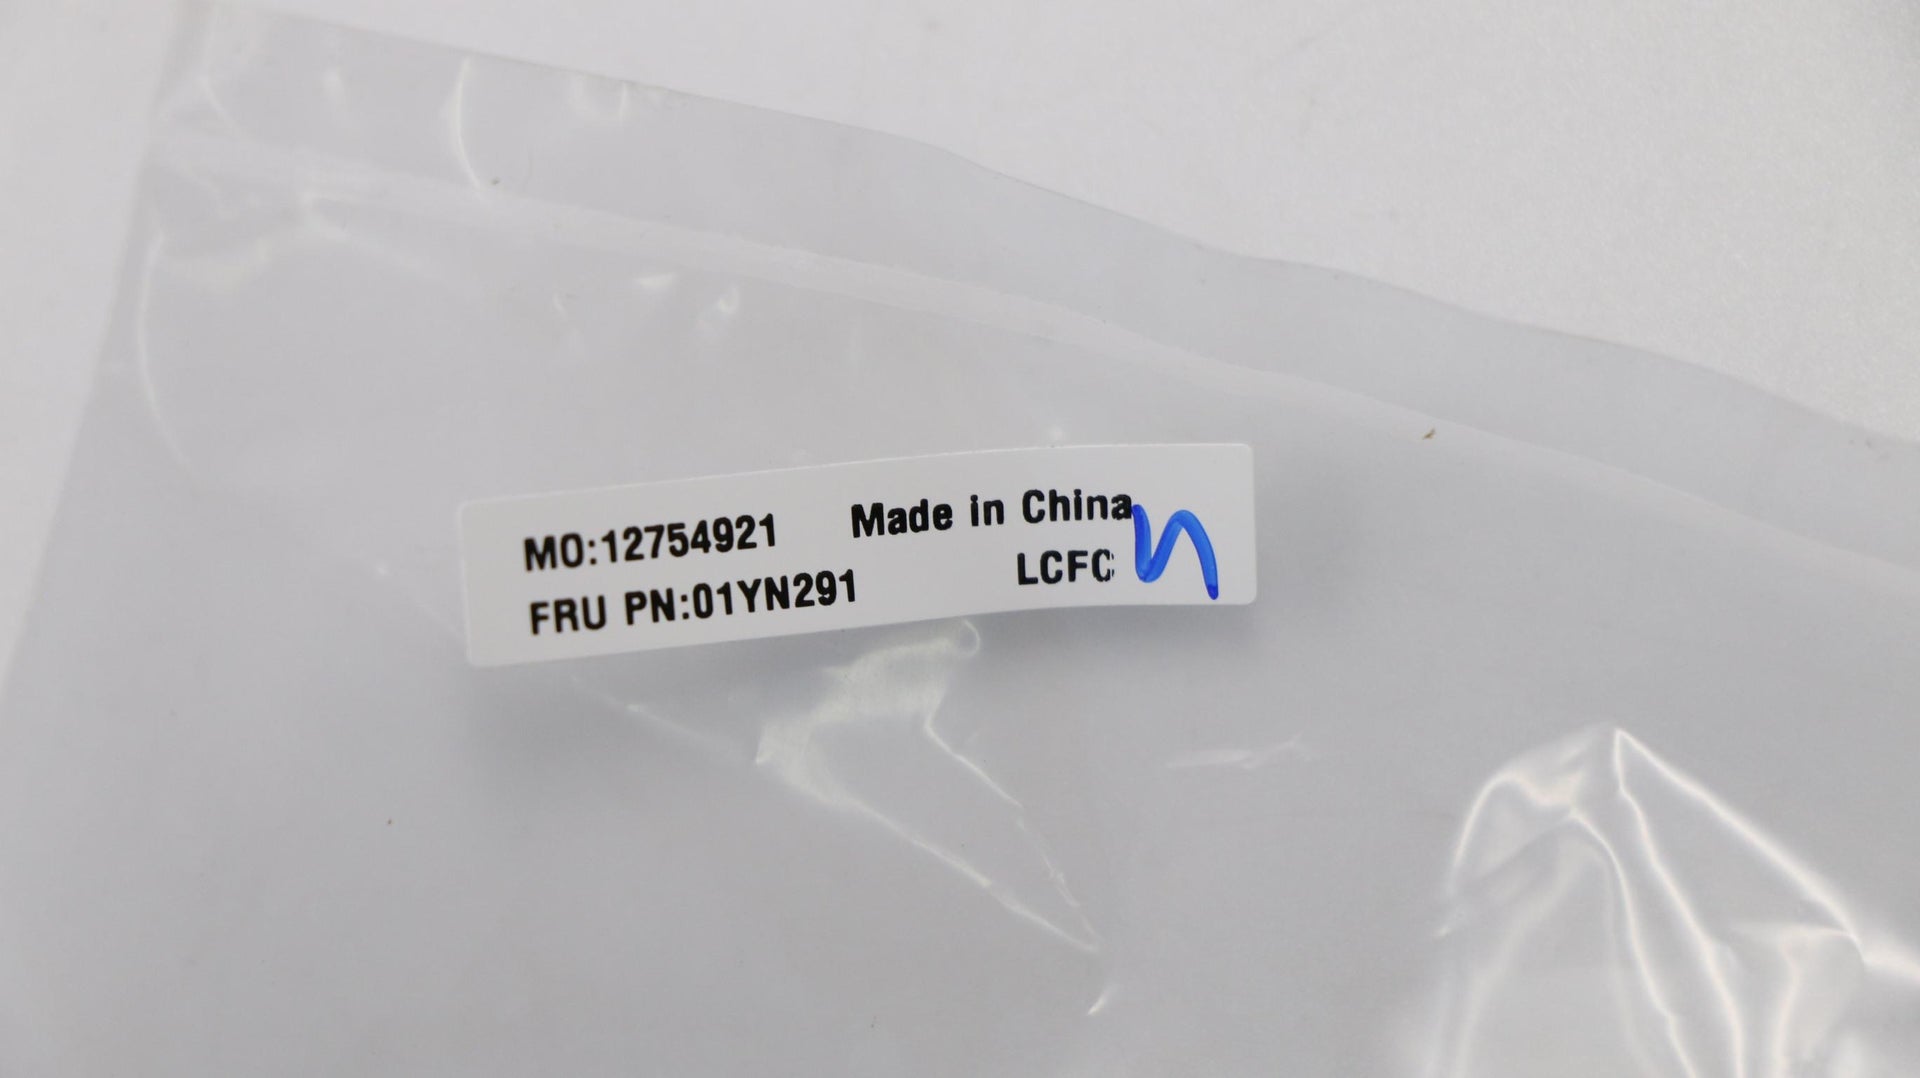 MO:12754921 Made in China
FRU PN:01YN291 LCFC